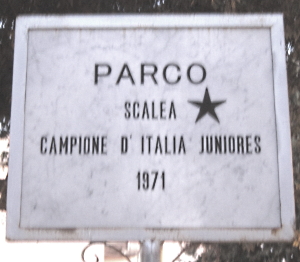 PARCO
SCALEA
CAMPIONE D' ITALIA JUNIORES
1971